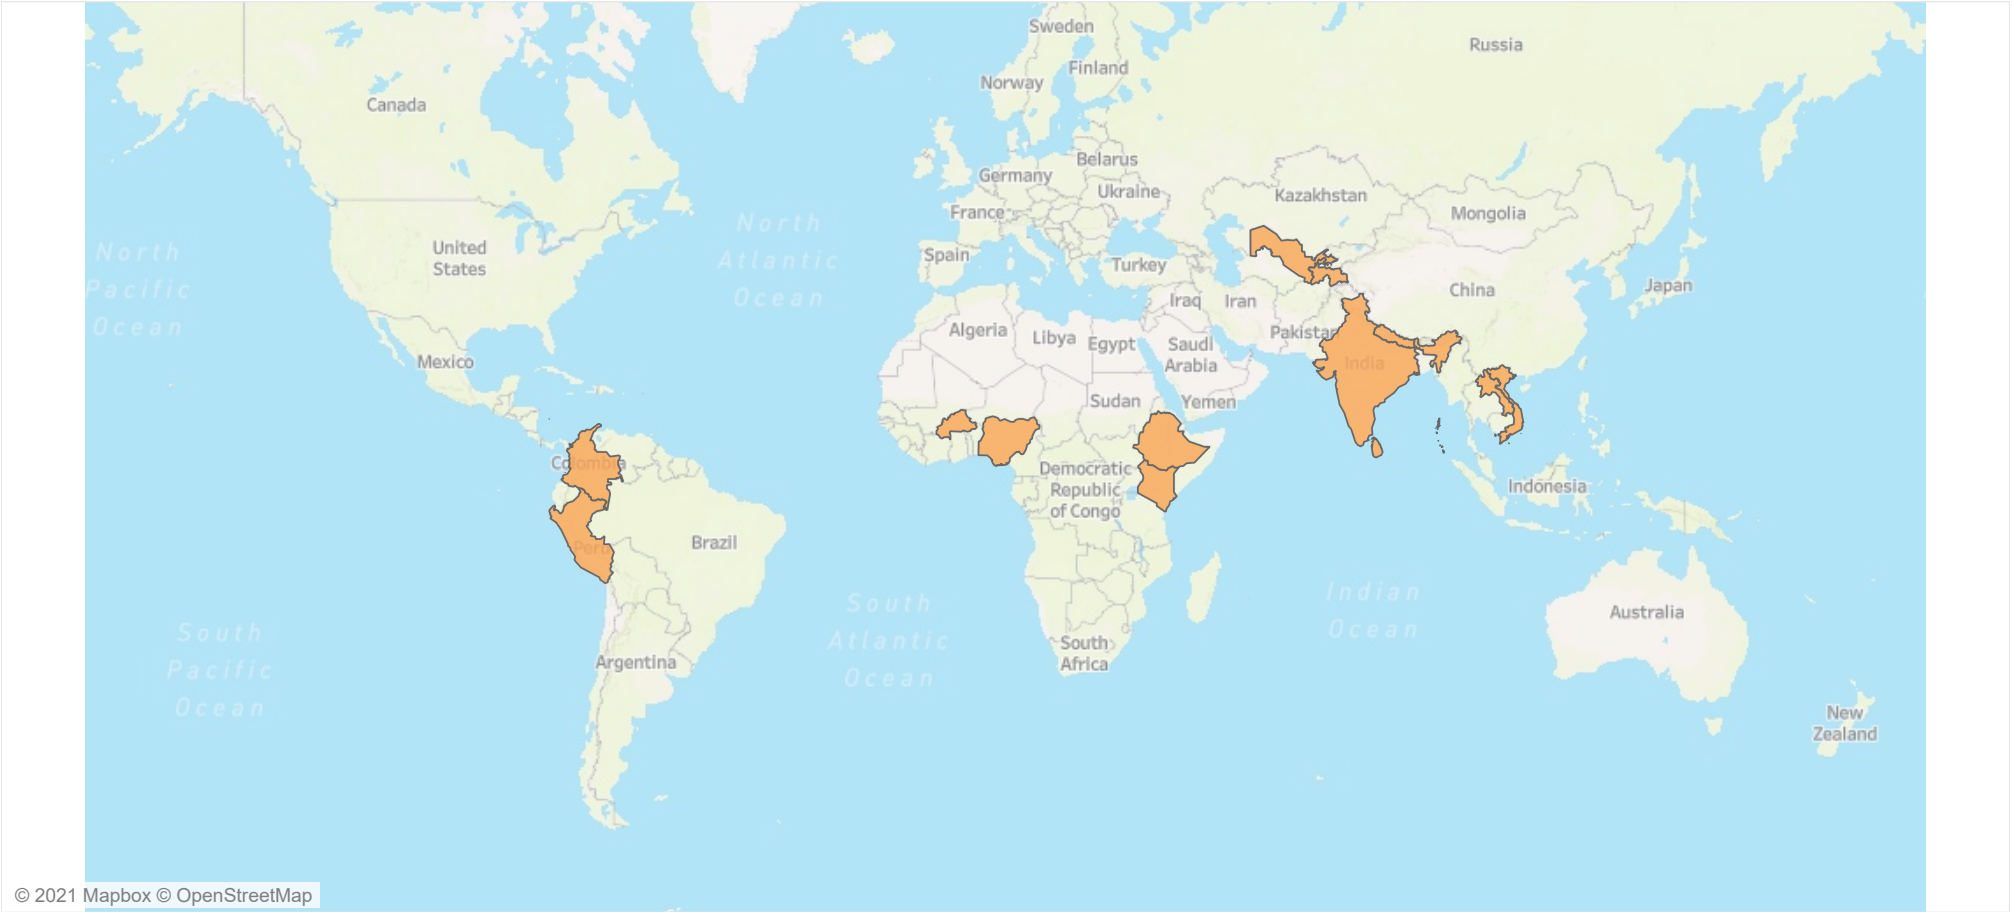 Sweden
Russia
Finland
Norway
Canada
Belarus
Germany
Ukraine
Kazakhstan
France
Mongolia
North
Atlantic
Ocean
North
Pacific
Ocean
United
States
Spain
Turkey
China
Japan
Iraq
Iran
Algeria
Libya
Egypt
Pakistan
Saudi
Arabia
Mexico
India
Sudan
Yemen
Colombia
Democratic
Republic
of Congo
Indonesia
Brazil
Peru
Indian
Ocean
South
Atlantic
Ocean
Australia
South
Pacific
Ocean
South
Africa
Argentina
New
Zealand
© 2021 Mapbox © OpenStreetMap